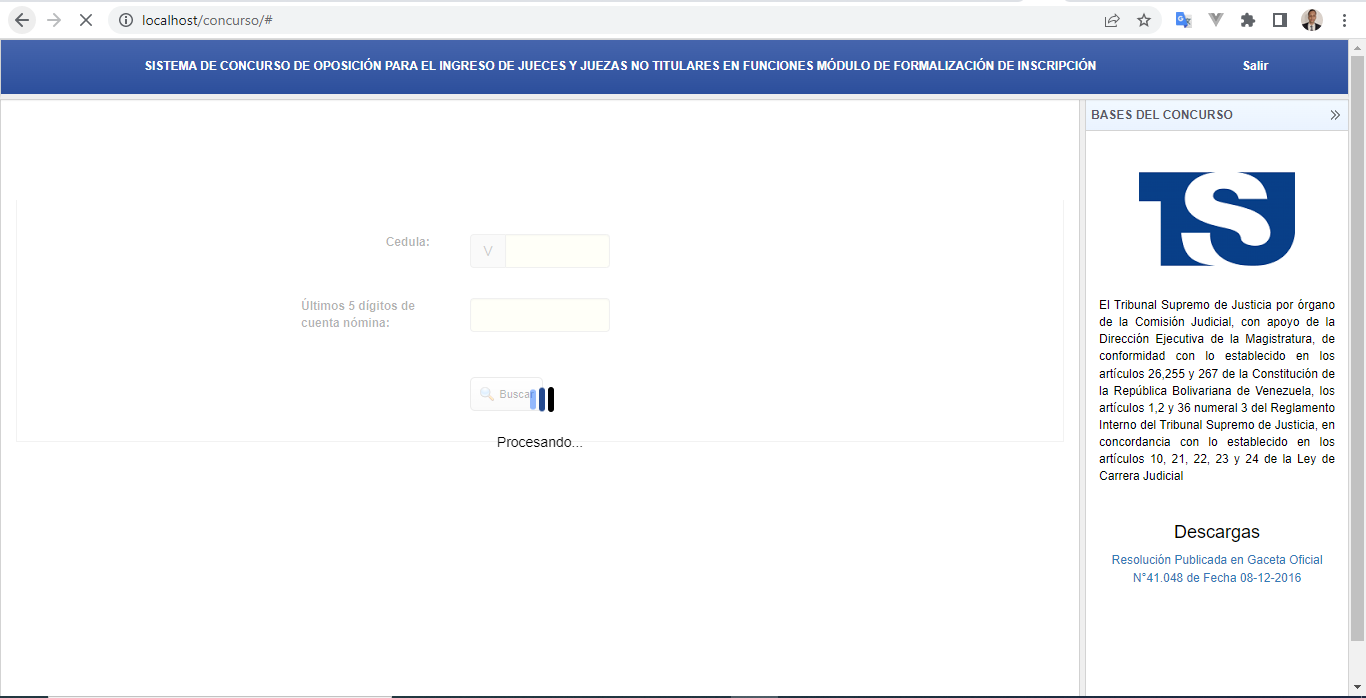 localhost/concurso/#
SISTEMA DE CONCURSO DE OPOSICIÓN PARA EL INGRESO DE JUECES Y JUEZAS NO TITULARES EN FUNCIONES MÓDULO DE FORMALIZACIÓN DE INSCRIPCIÓN
Salir
Cedula:
V
Últimos 5 dígitos de
cuenta nómina:
Buscar
Procesando...
BASES DEL CONCURSO
TSJ
El Tribunal Supremo de Justicia por órgano
de la Comisión Judicial, con apoyo de la
Dirección Ejecutiva de la Magistratura, de
conformidad con lo establecido en los
artículos 26,255 y 267 de la Constitución de
la República Bolivariana de Venezuela, los
artículos 1,2 y 36 numeral 3 del Reglamento
Interno del Tribunal Supremo de Justicia, en
concordancia con lo establecido en los
artículos 10, 21, 22, 23 y 24 de la Ley de
Carrera Judicial
Descargas
Resolución Publicada en Gaceta Oficial
N°41.048 de Fecha 08-12-2016